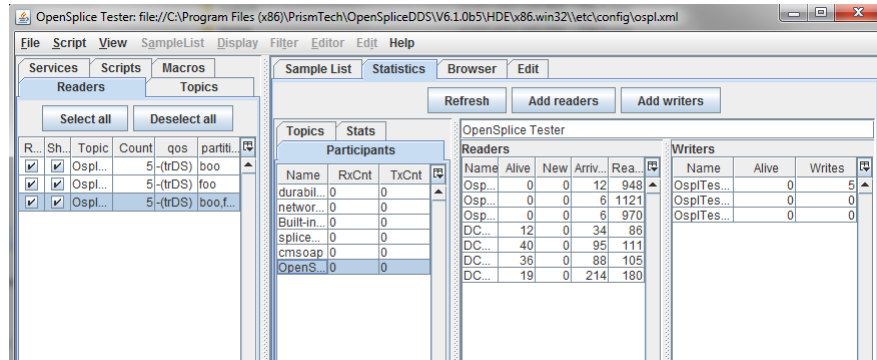 OpenSplice Tester: file://C:\Program Files (x86)\PrismTech\OpenSpliceDDS\V6.1.0b5\HDE\x86.win32\\etc\config\ospl.xml
File Script View SampleList Display Filter Editor Edit Help
Services Scripts Macros
Readers Topics
Select all Deselect all
R... Sh... Topic Count qos partiti...
Ospl... 5 -(trDS) boo
Ospl... 5 -(trDS) foo
Ospl... 5 -(trDS) boo,f...
Sample List Statistics Browser Edit
Refresh Add readers Add writers
Topics Stats
Participants
Name RxCnt TxCnt
durabil... 0 0
networ... 0 0
Built-in... 0 0
splice... 0 0
cmsoap 0 0
OpenS... 0 0
OpenSplice Tester
Readers
Name Alive New Arriv... Rea...
Osp... 0 0 12 948
Osp... 0 0 6 1121
Osp... 0 0 6 970
DC... 12 0 34 86
DC... 40 0 95 111
DC... 36 0 88 105
DC... 19 0 214 180
Writers
Name Alive Writes
OsplTes... 0 5
OsplTes... 0 0
OsplTes... 0 0